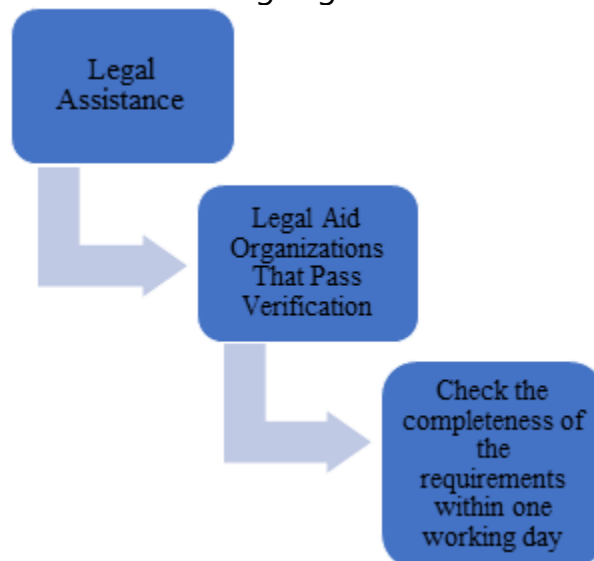 Legal
Assistance
Legal Aid
Organizations
That Pass
Verification
Check the
completeness of
the
requirements
within one
working day